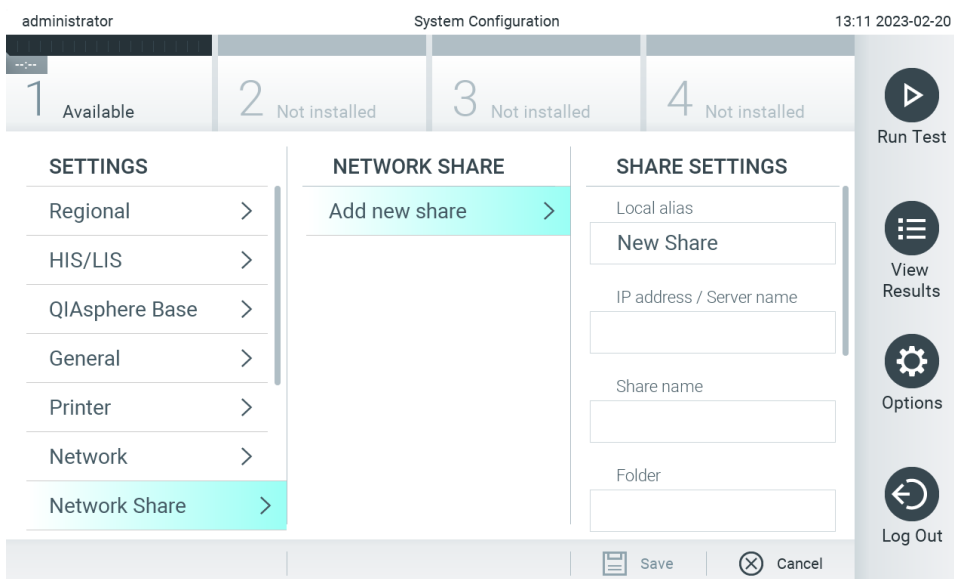 administrator
System Configuration
13:11 2023-02-20
--:--
1 Available
2 Not installed
3 Not installed
4 Not installed
Run Test
View
Results
Options
Log Out
SETTINGS
Regional
HIS/LIS
QIAsphere Base
General
Printer
Network
Network Share
NETWORK SHARE
Add new share
SHARE SETTINGS
Local alias
New Share
IP address / Server name
Share name
Folder
Save
Cancel